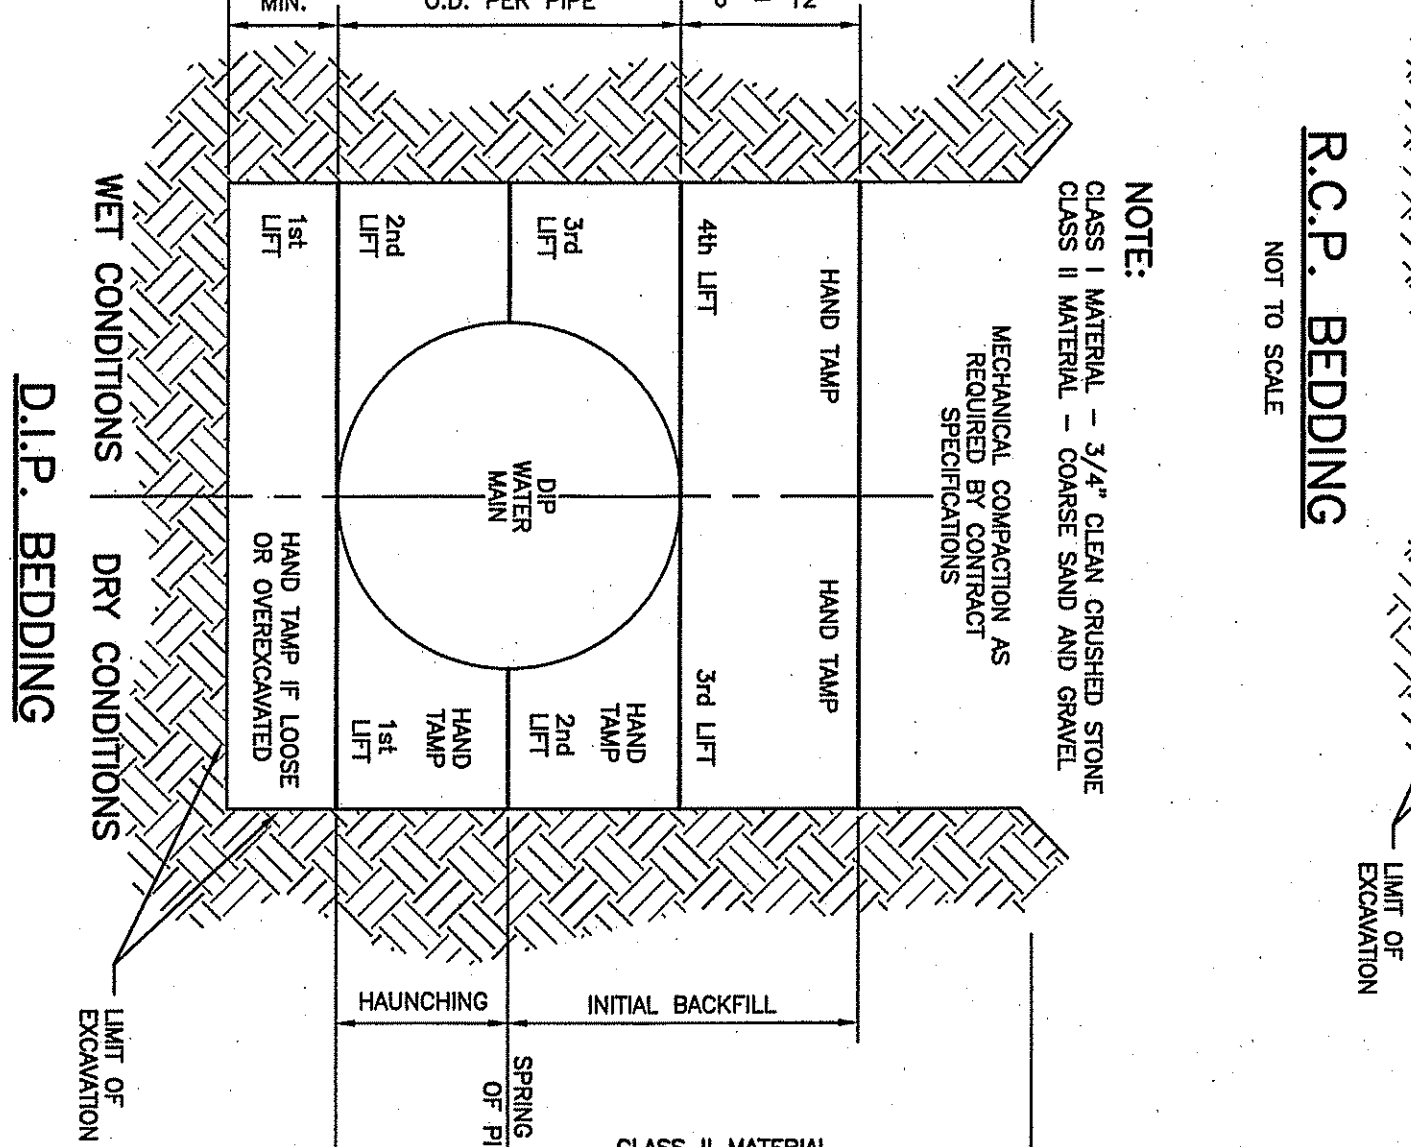 R.C.P. BEDDING
NOT TO SCALE
LIMIT OF
EXCAVATION
NOTE:
CLASS I MATERIAL - 3/4" CLEAN CRUSHED STONE
CLASS II MATERIAL - COARSE SAND AND GRAVEL
MECHANICAL COMPACTION AS
REQUIRED BY CONTRACT
SPECIFICATIONS
HAND TAMP
HAND TAMP
4th LIFT
3rd LIFT
3rd
LIFT
HAND
TAMP
2nd
LIFT
DIP
WATER
MAIN
2nd
LIFT
HAND
TAMP
1st
LIFT
1st
LIFT
HAND TAMP IF LOOSE
OR OVEREXCAVATED
MIN.
O.D. PER PIPE
HAUNCHING
INITIAL BACKFILL
SPRING
OF
CLASS II MATERIAL
WET CONDITIONS
DRY CONDITIONS
LIMIT OF
EXCAVATION
D.I.P. BEDDING